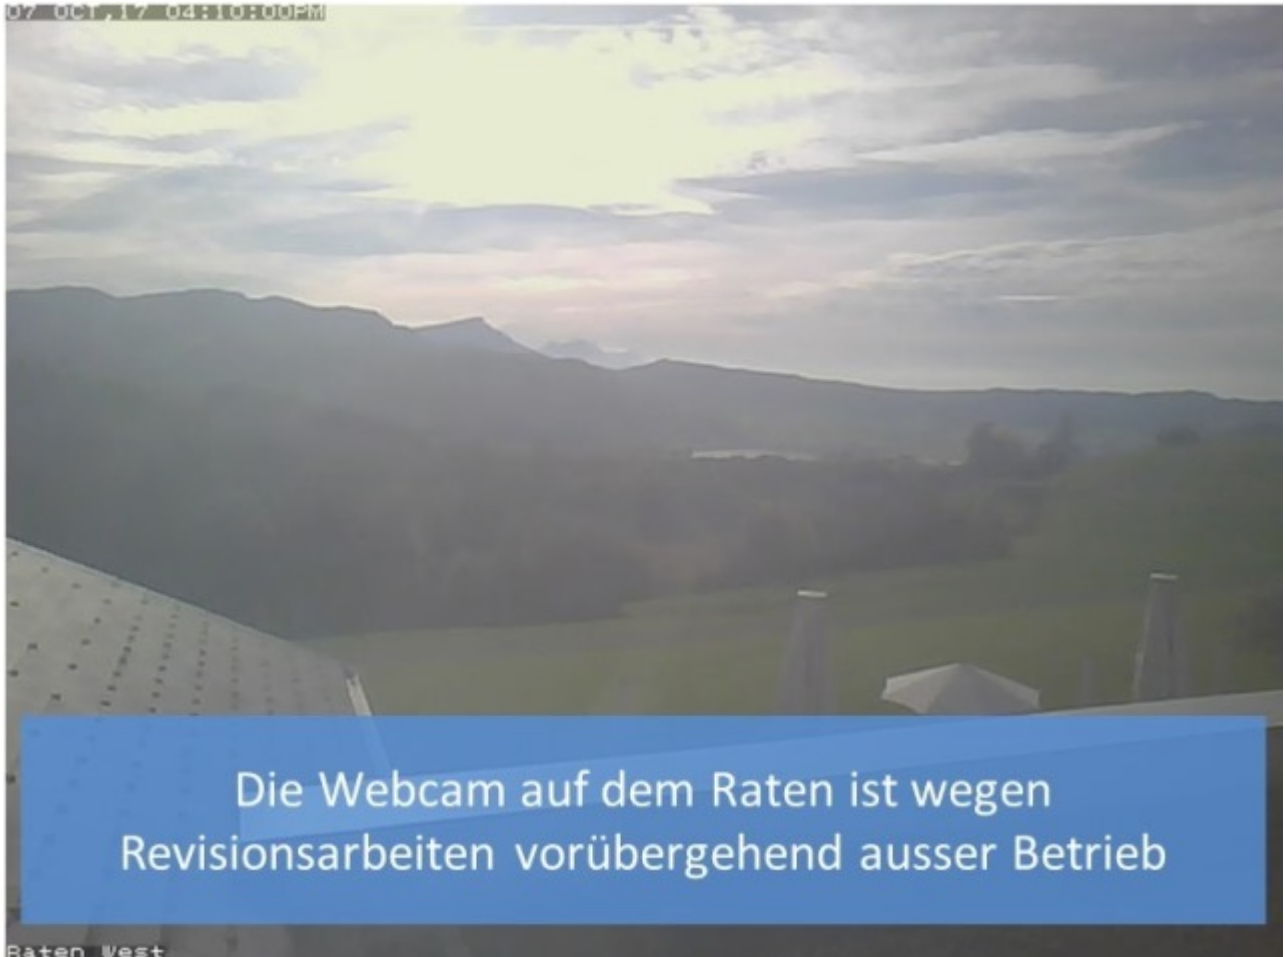 07 OCT,17 04:10:00PM
Die Webcam auf dem Raten ist wegen
Revisionsarbeiten vorübergehend ausser Betrieb
Raten West